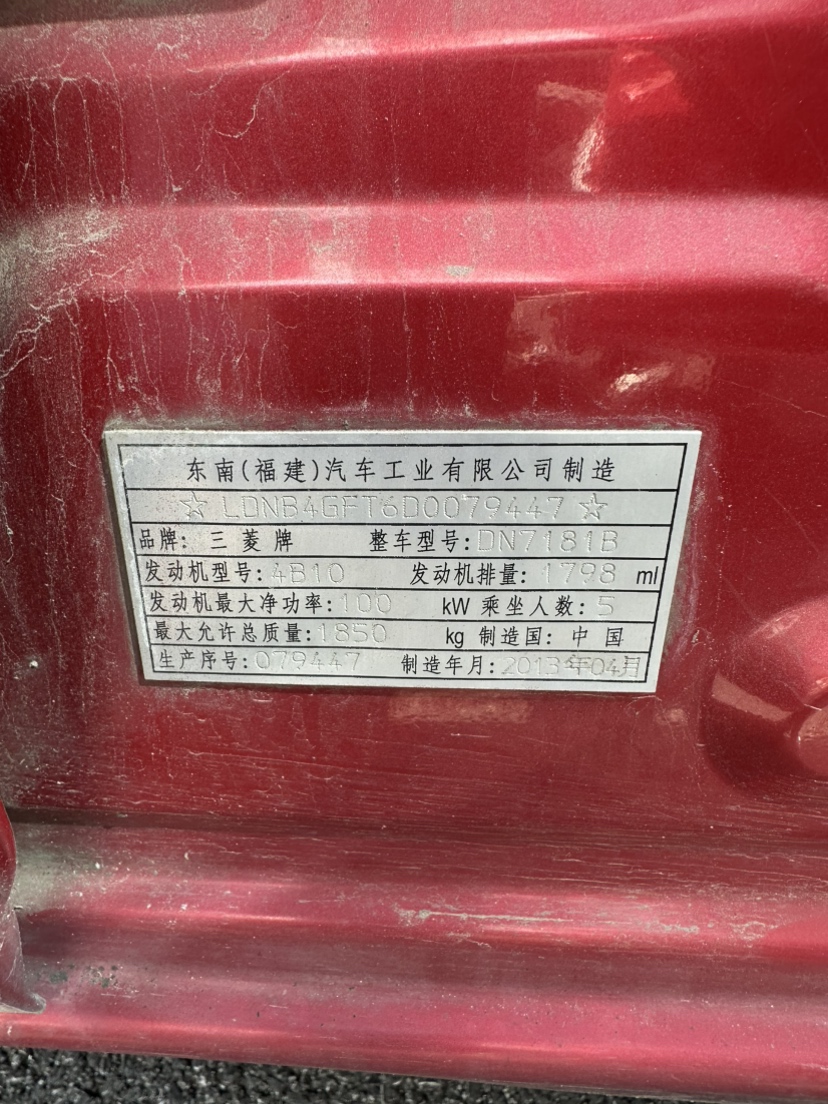 东南(福建)汽车工业有限公司制造
☆ LDNB4GFT6D0079447 ☆
品牌: 三菱牌 整车型号: DN7181B
发动机型号: 4B10 发动机排量: 1798 ml
发动机最大净功率: 100 kW 乘坐人数: 5
最大允许总质量: 1850 kg 制造国: 中国
生产序号: 079447 制造年月: 2013年04月